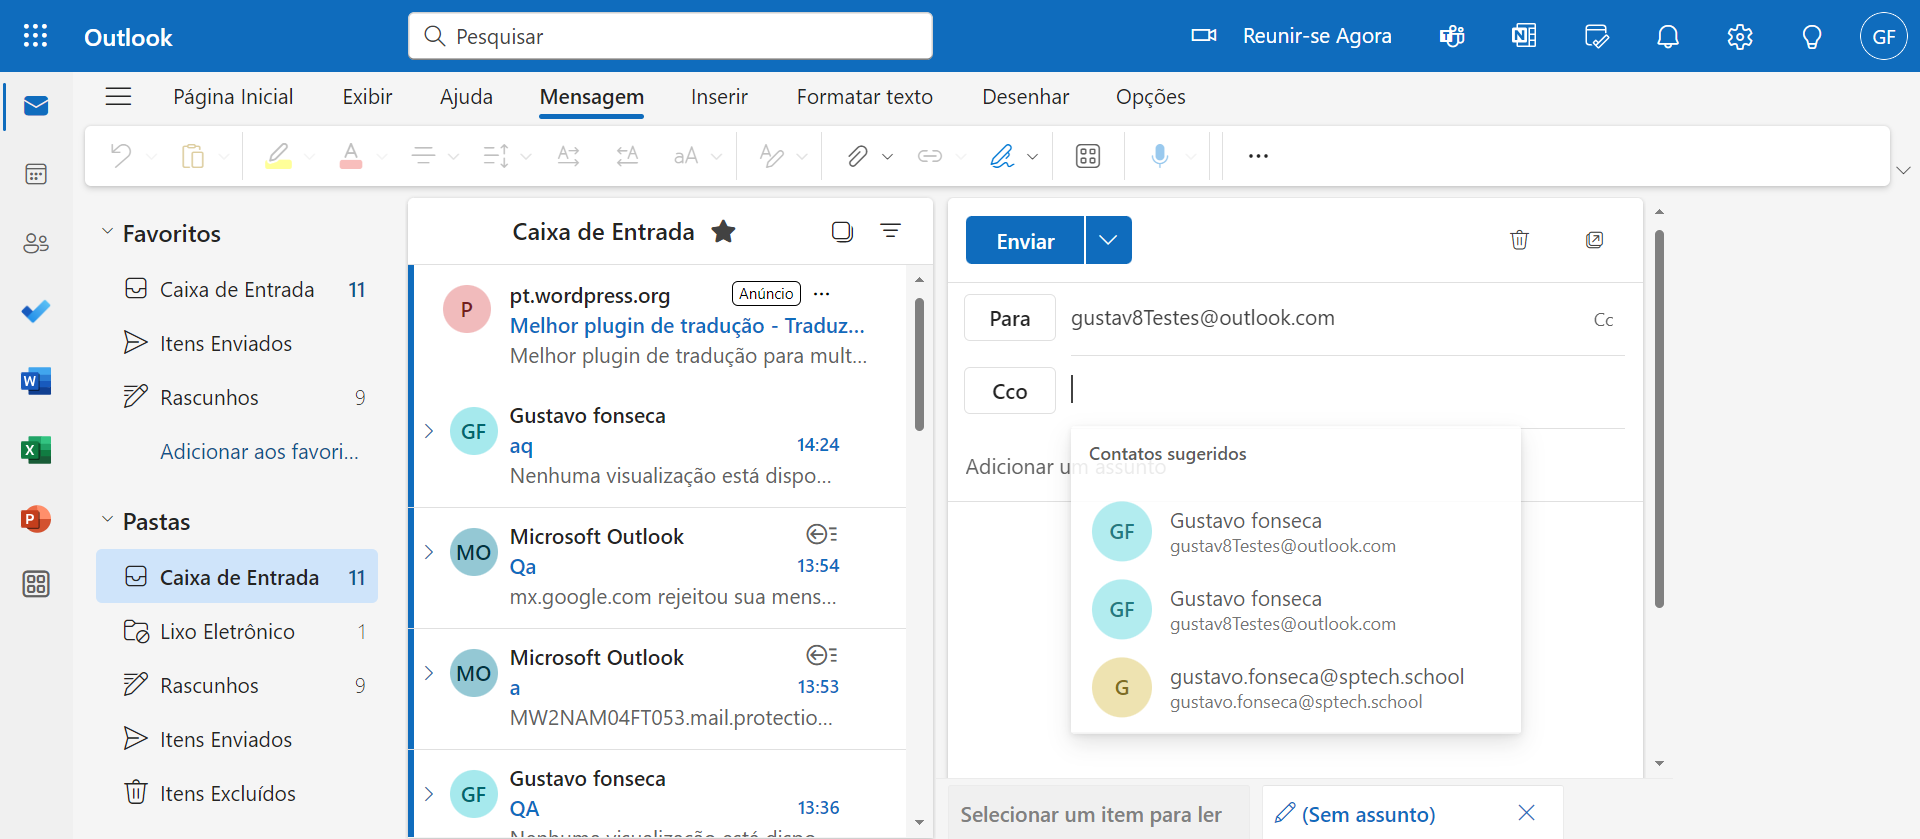 Outlook
Pesquisar
Reunir-se Agora
GF
Página Inicial
Exibir
Ajuda
Mensagem
Inserir
Formatar texto
Desenhar
Opções
Favoritos
Caixa de Entrada 11
Itens Enviados
Rascunhos 9
Adicionar aos favori...
Pastas
Caixa de Entrada 11
Lixo Eletrônico 1
Rascunhos 9
Itens Enviados
Itens Excluídos
Caixa de Entrada
P
pt.wordpress.org
Anúncio
Melhor plugin de tradução - Traduz...
Melhor plugin de tradução para mult...
GF
Gustavo fonseca
aq 14:24
Nenhuma visualização está dispo...
MO
Microsoft Outlook
Qa 13:54
mx.google.com rejeitou sua mens...
MO
Microsoft Outlook
a 13:53
MW2NAM04FT053.mail.protectio...
GF
Gustavo fonseca
QA 13:36
Nenhuma visualização está dispo...
Enviar
Para
gustav8Testes@outlook.com
Cc
Cco
Adicionar um assunto
Contatos sugeridos
GF
Gustavo fonseca
gustav8Testes@outlook.com
GF
Gustavo fonseca
gustav8Testes@outlook.com
G
gustavo.fonseca@sptech.school
gustavo.fonseca@sptech.school
Selecionar um item para ler
(Sem assunto)